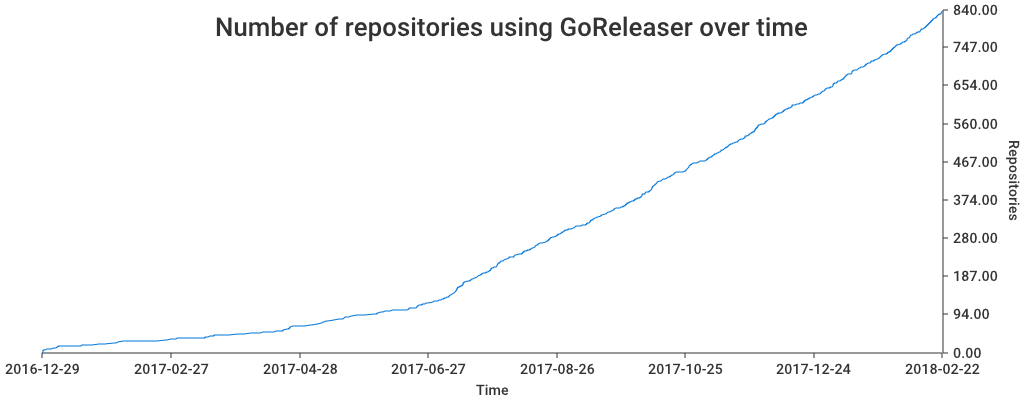 Number of repositories using GoReleaser over time
840.00
747.00
654.00
560.00
467.00
374.00
280.00
187.00
94.00
0.00
Repositories
2016-12-29 2017-02-27 2017-04-28 2017-06-27 2017-08-26 2017-10-25 2017-12-24 2018-02-22
Time